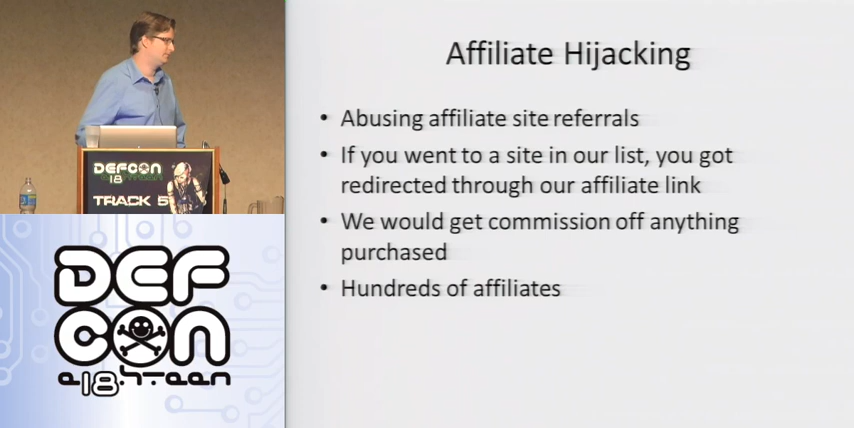 DEFCON
18
TRACK 5
DEF
CON
e18hteen
Affiliate Hijacking
• Abusing affiliate site referrals
• If you went to a site in our list, you got
redirected through our affiliate link
• We would get commission off anything
purchased
• Hundreds of affiliates